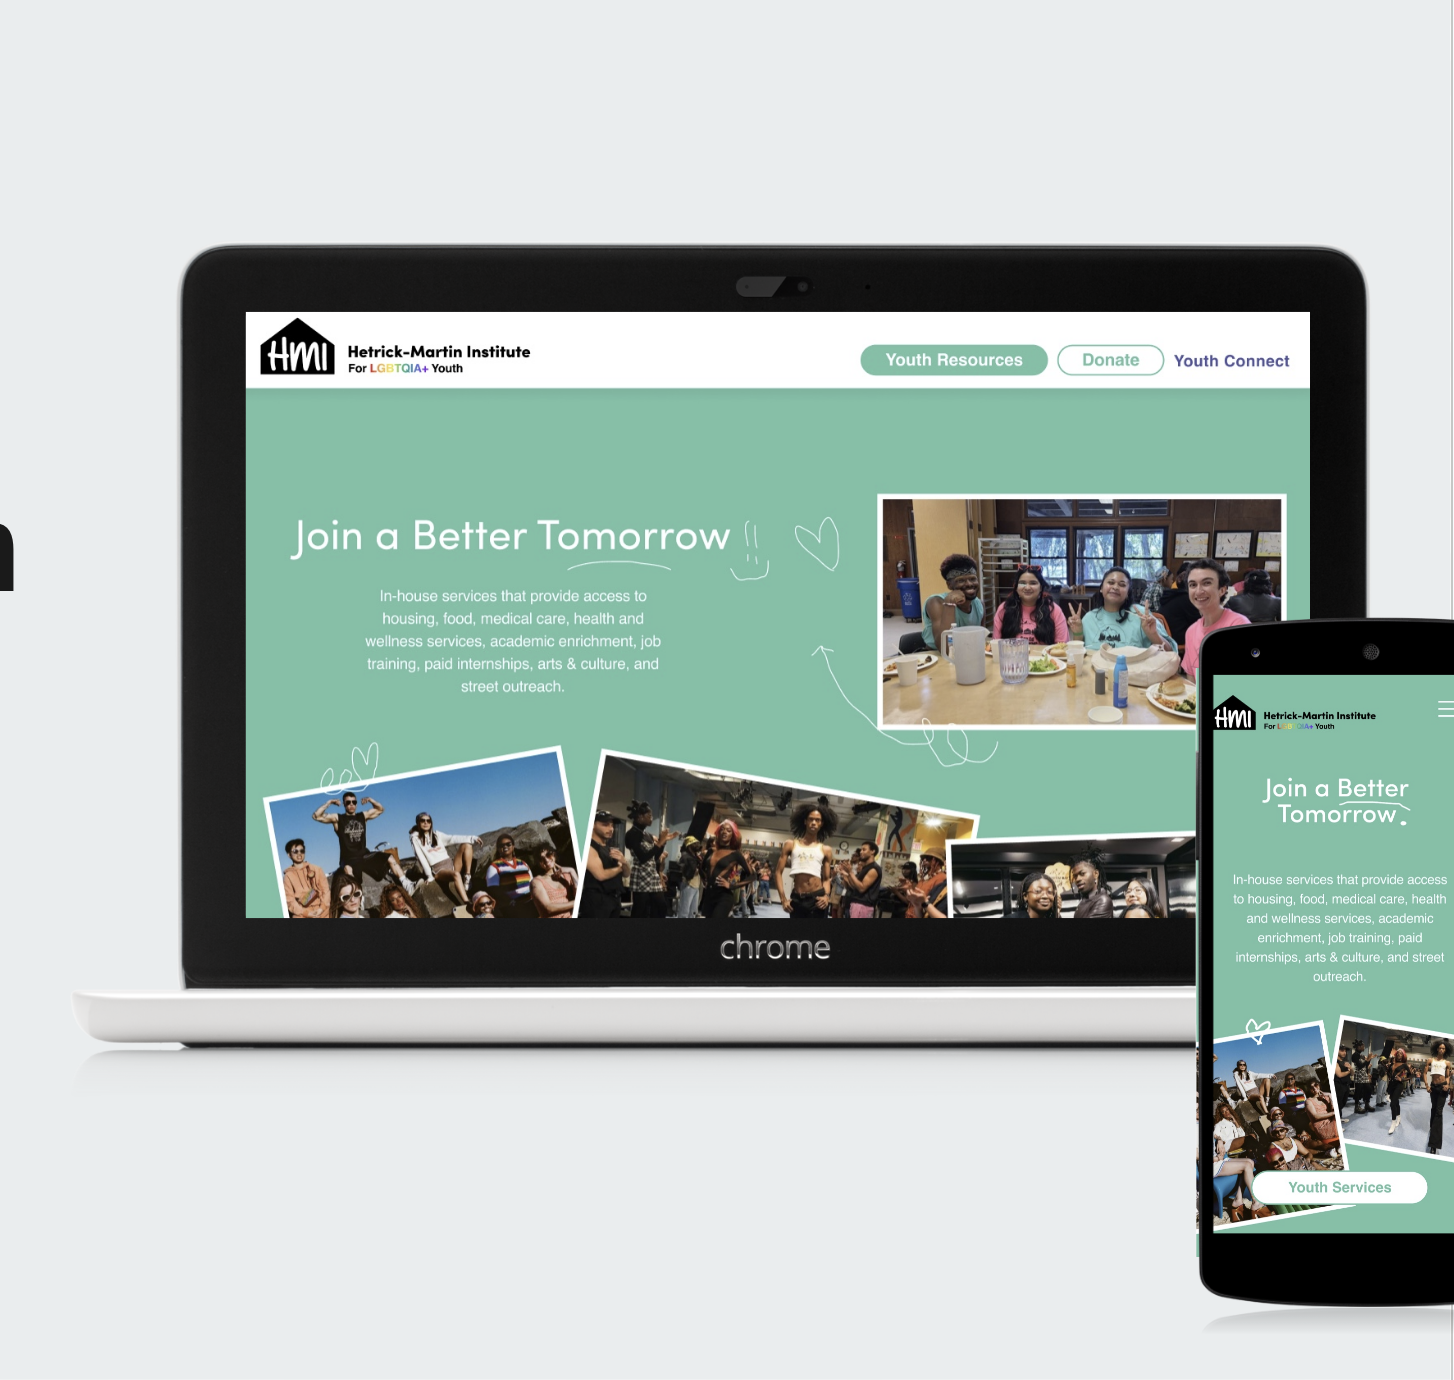 HMI
Hetrick-Martin Institute
For LGBTQIA+ Youth
Youth Resources
Donate
Youth Connect
Join a Better Tomorrow
In-house services that provide access to
housing, food, medical care, health and
wellness services, academic enrichment, job
training, paid internships, arts & culture, and
street outreach.
chrome
HMI
Hetrick-Martin Institute
For LGBTQIA+ Youth
Join a Better
Tomorrow.
In-house services that provide access
to housing, food, medical care, health
and wellness services, academic
enrichment, job training, paid
internships, arts & culture, and street
outreach.
Youth Services